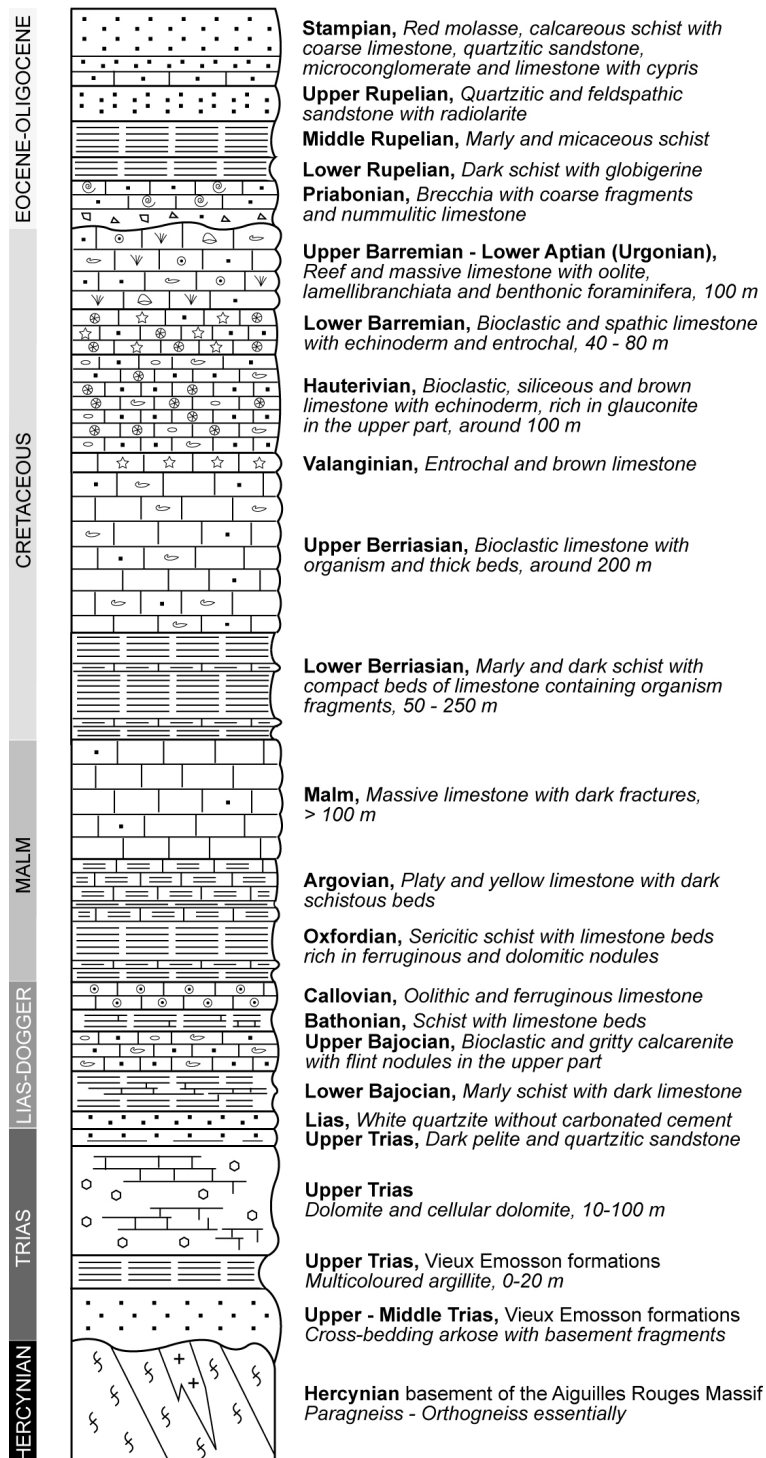 EOCENE-OLIGOCENE
Stampian, Red molasse, calcareous schist with
coarse limestone, quartzitic sandstone,
microconglomerate and limestone with cypris
Upper Rupelian, Quartzitic and feldspathic
sandstone with radiolarite
Middle Rupelian, Marly and micaceous schist
Lower Rupelian, Dark schist with globigerine
Priabonian, Brecchia with coarse fragments
and nummulitic limestone
CRETACEOUS
Upper Barremian - Lower Aptian (Urgonian),
Reef and massive limestone with oolite,
lamellibranchiata and benthonic foraminifera, 100 m
Lower Barremian, Bioclastic and spathic limestone
with echinoderm and entrochal, 40 - 80 m
Hauterivian, Bioclastic, siliceous and brown
limestone with echinoderm, rich in glauconite
in the upper part, around 100 m
Valanginian, Entrochal and brown limestone
Upper Berriasian, Bioclastic limestone with
organism and thick beds, around 200 m
Lower Berriasian, Marly and dark schist with
compact beds of limestone containing organism
fragments, 50 - 250 m
MALM
Malm, Massive limestone with dark fractures,
> 100 m
Argovian, Platy and yellow limestone with dark
schistous beds
Oxfordian, Sericitic schist with limestone beds
rich in ferruginous and dolomitic nodules
LIAS-DOGGER
Callovian, Oolithic and ferruginous limestone
Bathonian, Schist with limestone beds
Upper Bajocian, Bioclastic and gritty calcarenite
with flint nodules in the upper part
Lower Bajocian, Marly schist with dark limestone
Lias, White quartzite without carbonated cement
TRIAS
Upper Trias, Dark pelite and quartzitic sandstone
Upper Trias
Dolomite and cellular dolomite, 10-100 m
Upper Trias, Vieux Emosson formations
Multicoloured argillite, 0-20 m
Upper - Middle Trias, Vieux Emosson formations
Cross-bedding arkose with basement fragments
HERCYNIAN
Hercynian basement of the Aiguilles Rouges Massif
Paragneiss - Orthogneiss essentially